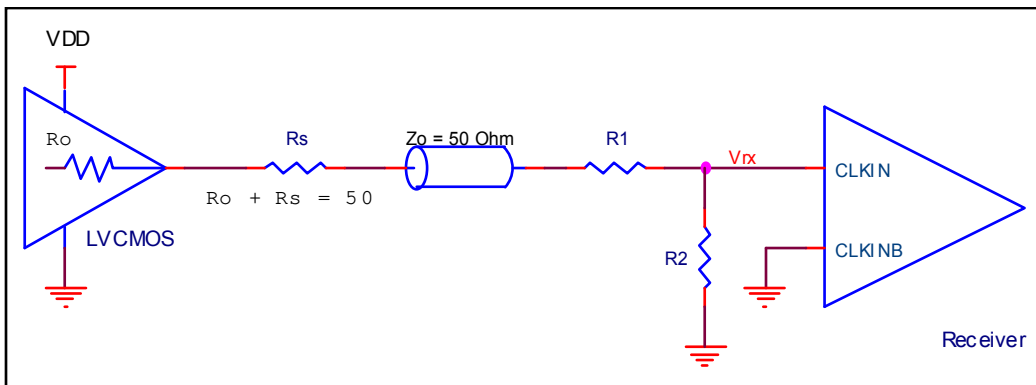 VDD
Ro
Rs
Zo = 50 Ohm
R1
Vrx
CLKIN
Ro + Rs = 50
LVCMOS
R2
CLKINB
Receiver